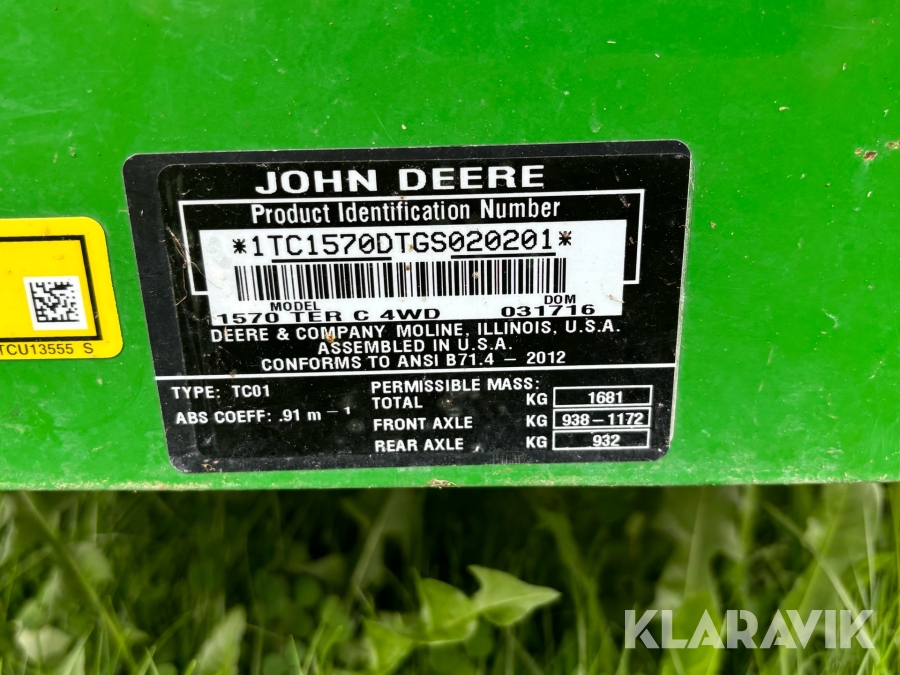 JOHN DEERE
Product Identification Number
*1TC1570DTGS020201*
MODEL DOM
1570 TER C 4WD 031716
DEERE & COMPANY MOLINE, ILLINOIS, U.S.A.
ASSEMBLED IN U.S.A.
CONFORMS TO ANSI B71.4 - 2012
TYPE: TC01
ABS COEFF: .91 m - 1
PERMISSIBLE MASS:
TOTAL KG 1681
FRONT AXLE KG 938-1172
REAR AXLE KG 932
TCU13555 S
KLARAVIK